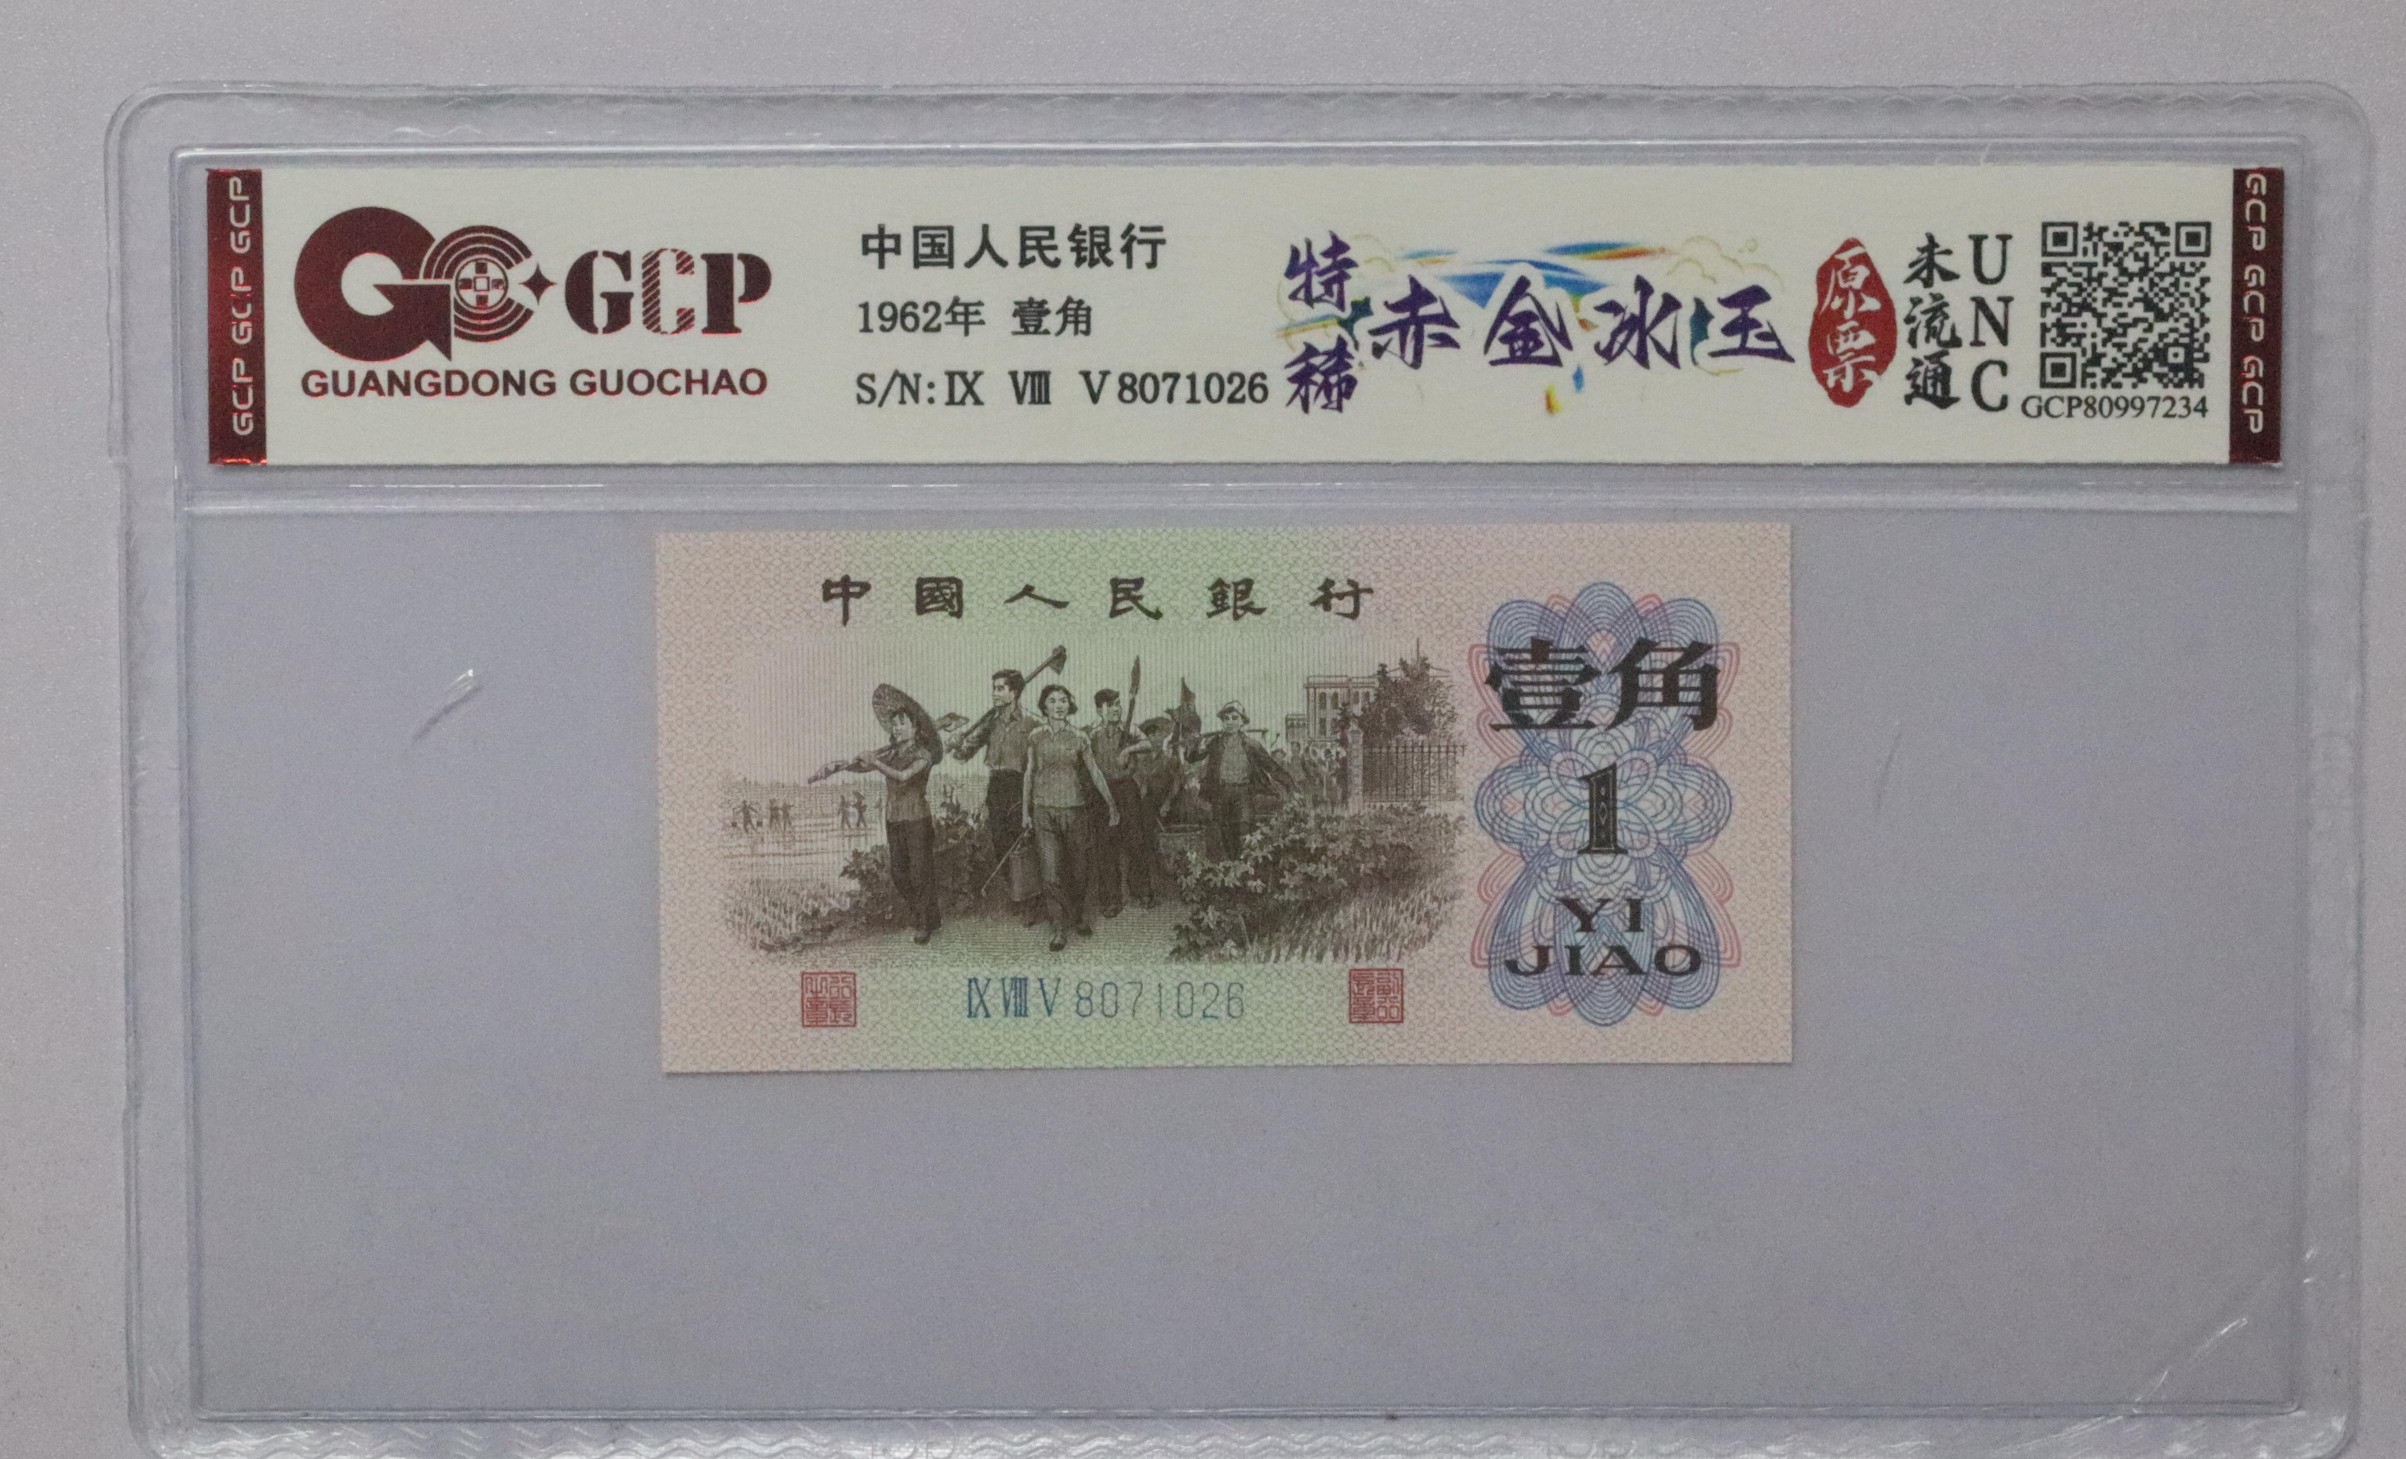 GCP GCP GCP
GCP
GUANGDONG GUOCHAO
中国人民银行
1962年 壹角
S/N: Ⅸ Ⅷ Ⅴ 8071026
特稀
赤金冰玉
原票
未流通
UNC
GCP80997234
GCP GCP GCP
中國人民銀行
壹角
1
YI
JIAO
Ⅸ Ⅷ Ⅴ 8071026